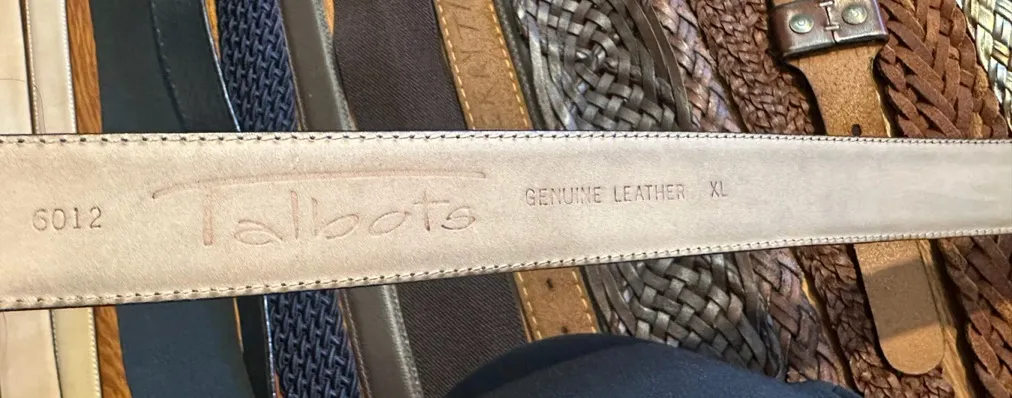 6012 Talbots GENUINE LEATHER XL